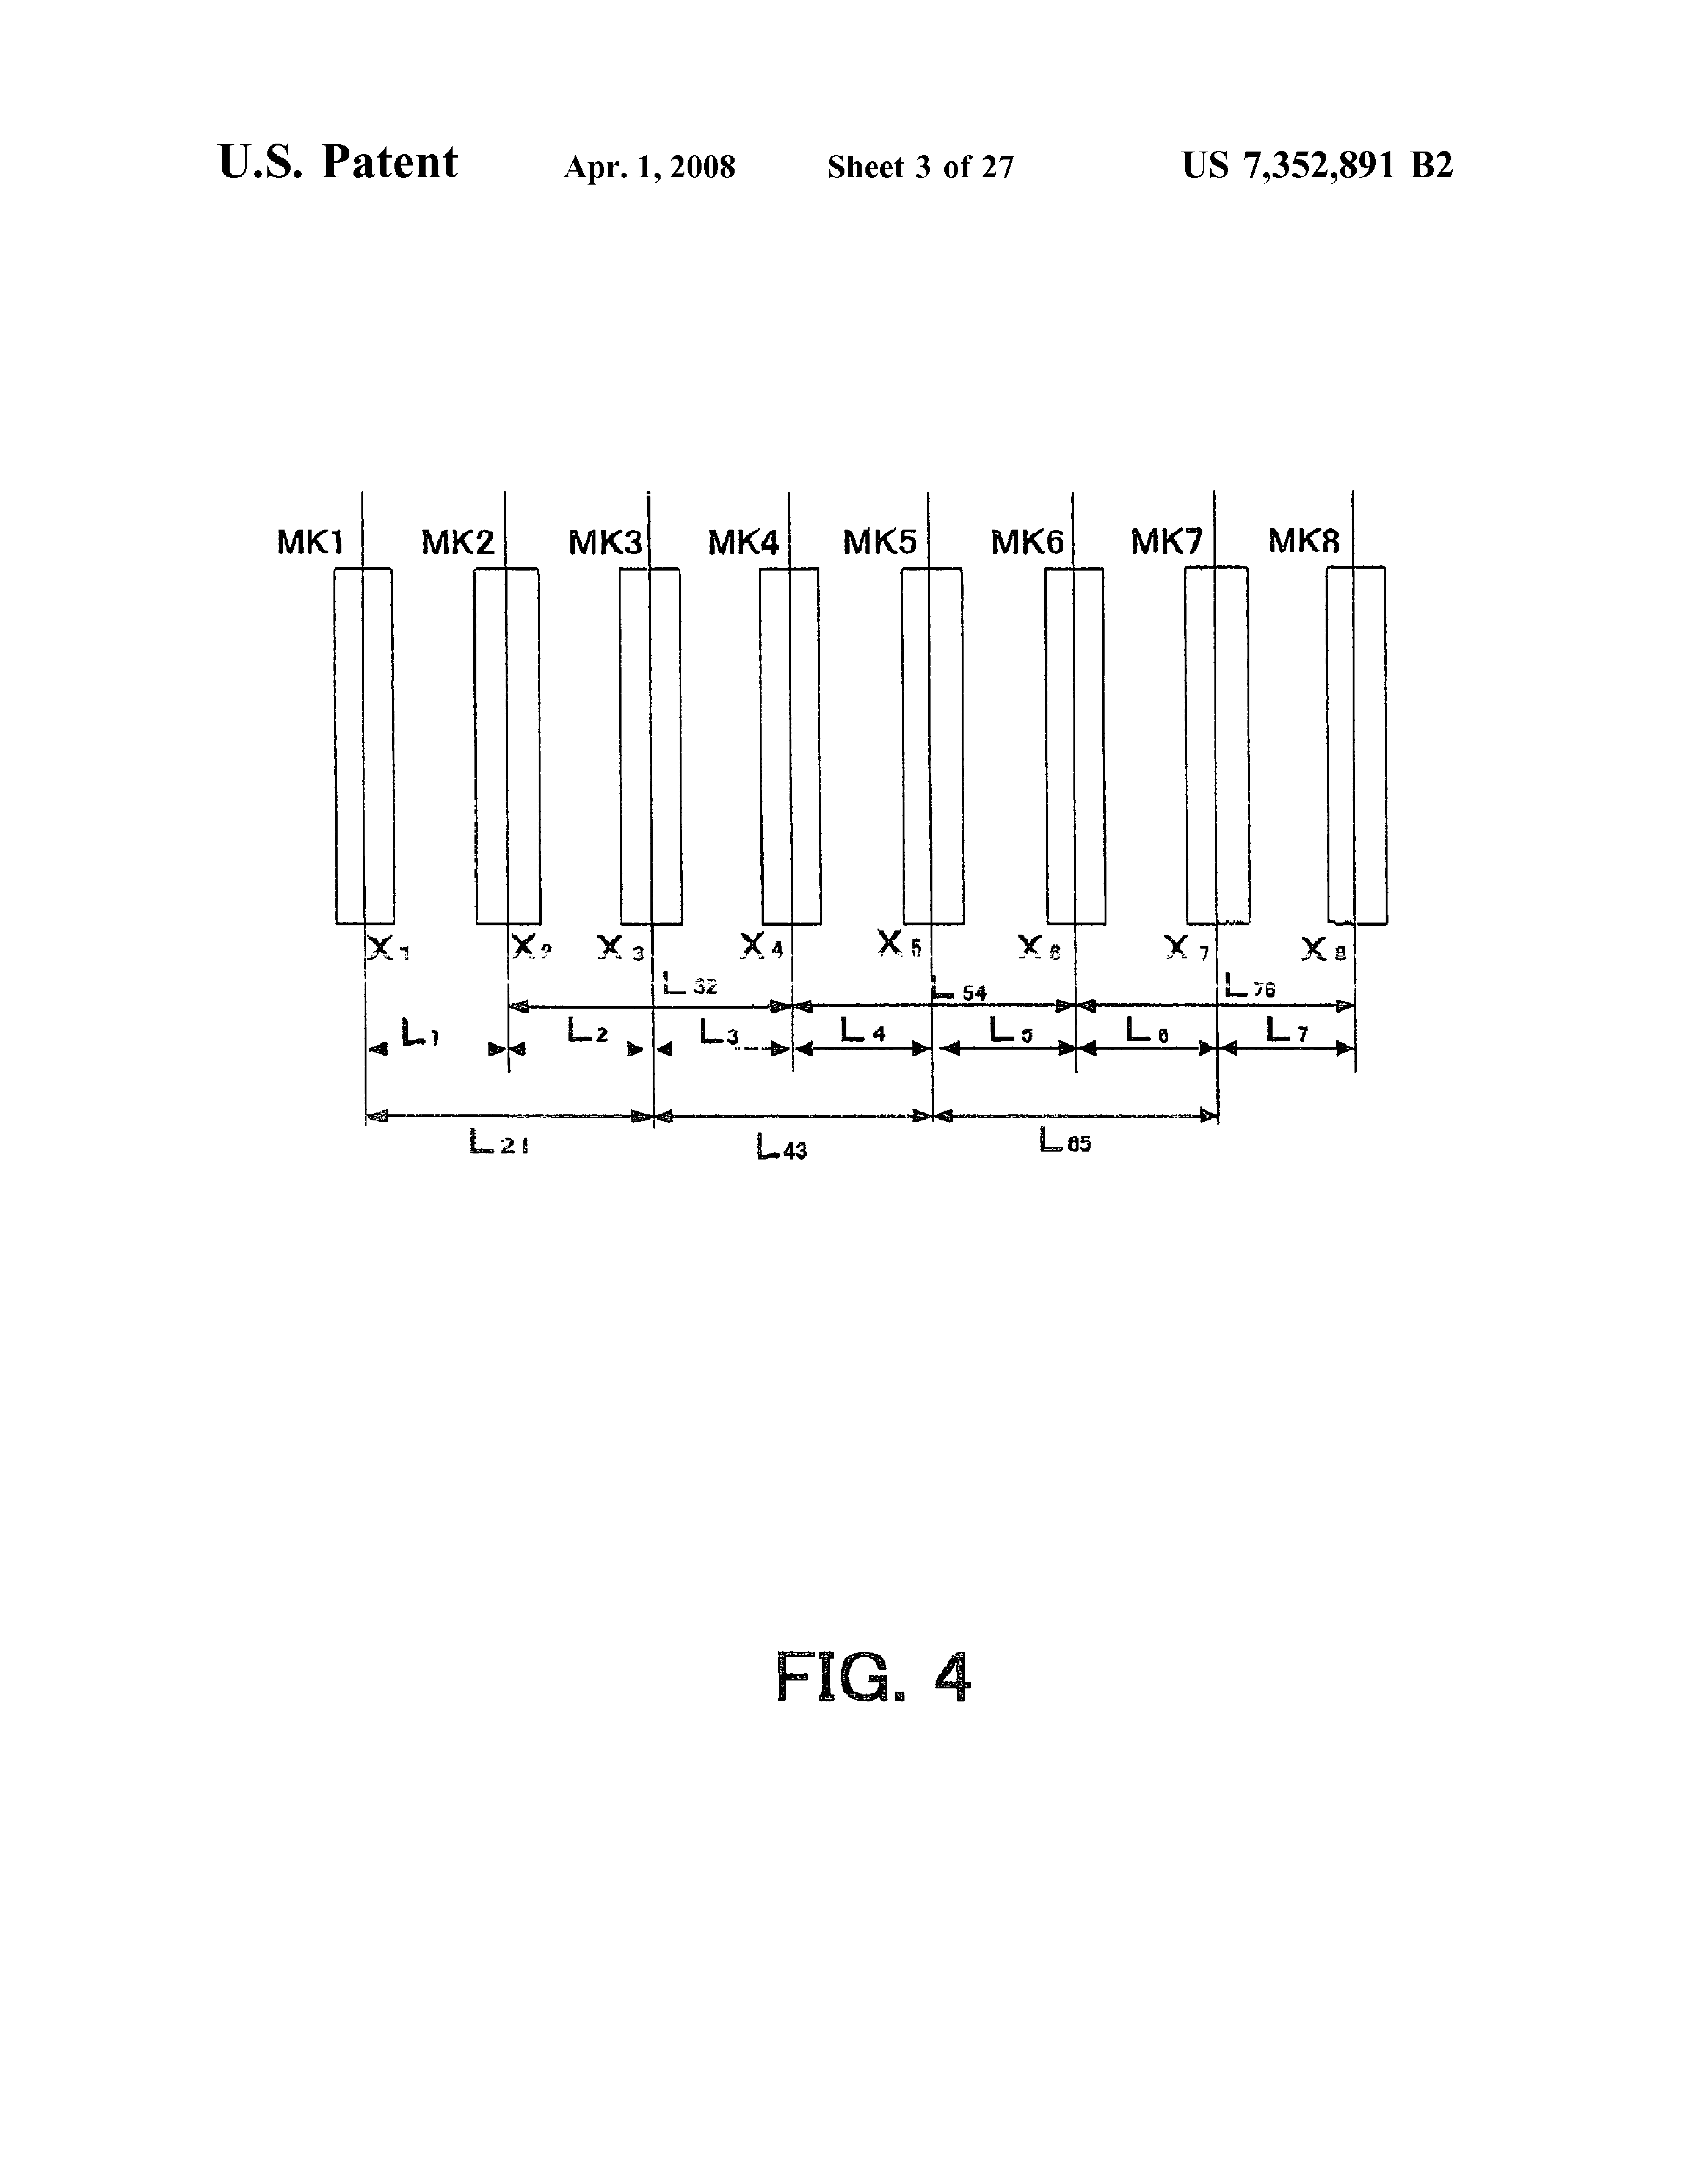 U.S. Patent Apr. 1, 2008 Sheet 3 of 27 US 7,352,891 B2
MK1 MK2 MK3 MK4 MK5 MK6 MK7 MK8
X1 X2 X3 X4 X5 X6 X7 X8
L32 L54 L76
L1 L2 L3 L4 L5 L6 L7
L21 L43 L65
FIG. 4